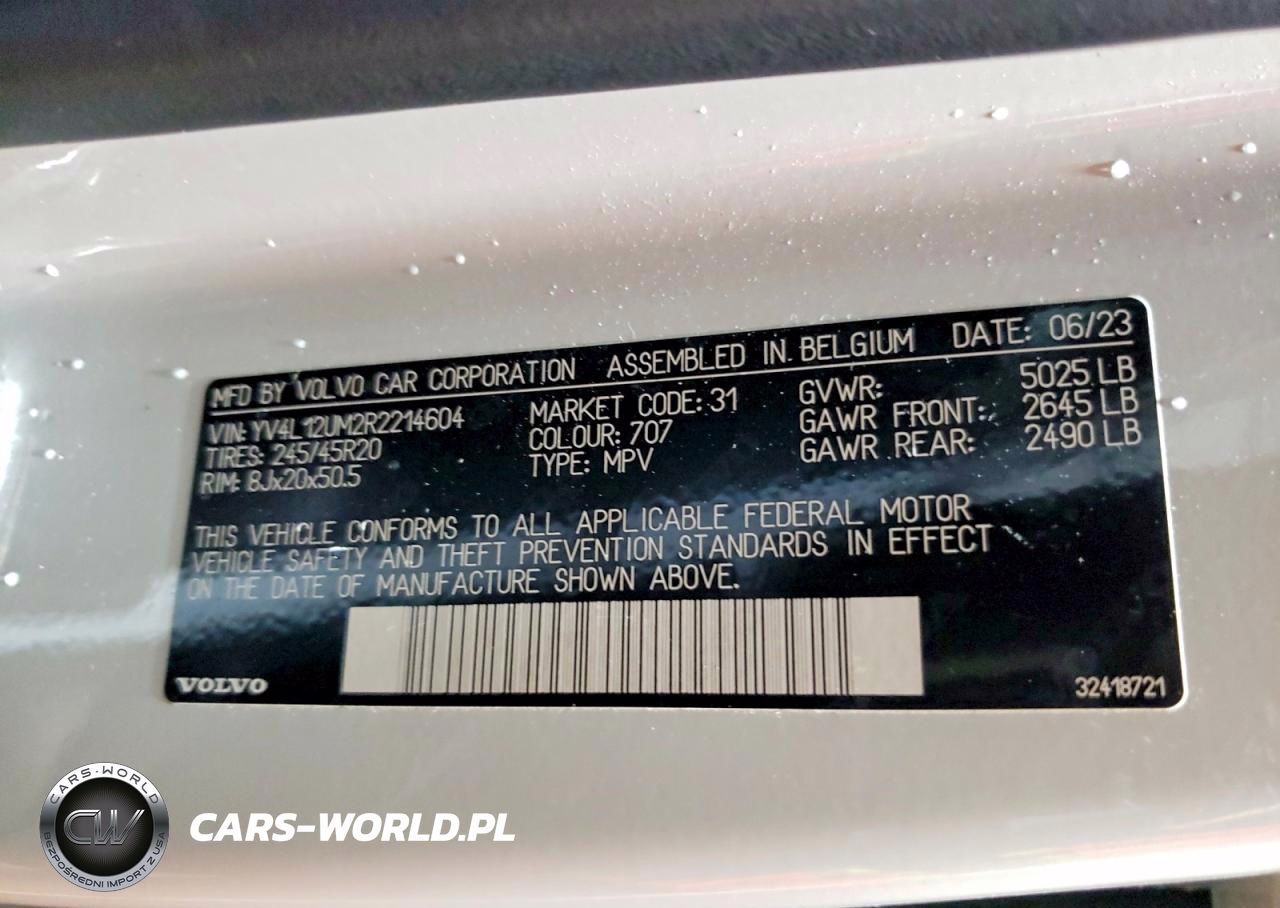 MFD BY VOLVO CAR CORPORATION ASSEMBLED IN BELGIUM DATE: 06/23
VIN: YV4L12UM2R2214604 MARKET CODE: 31 GVWR: 5025 LB
TIRES: 245/45R20 COLOUR: 707 GAWR FRONT: 2645 LB
RIM: 8Jx20x50.5 TYPE: MPV GAWR REAR: 2490 LB
THIS VEHICLE CONFORMS TO ALL APPLICABLE FEDERAL MOTOR
VEHICLE SAFETY AND THEFT PREVENTION STANDARDS IN EFFECT
ON THE DATE OF MANUFACTURE SHOWN ABOVE.
VOLVO 32418721
CARS-WORLD
CW
BEZPOŚREDNI IMPORT Z USA
CARS-WORLD.PL